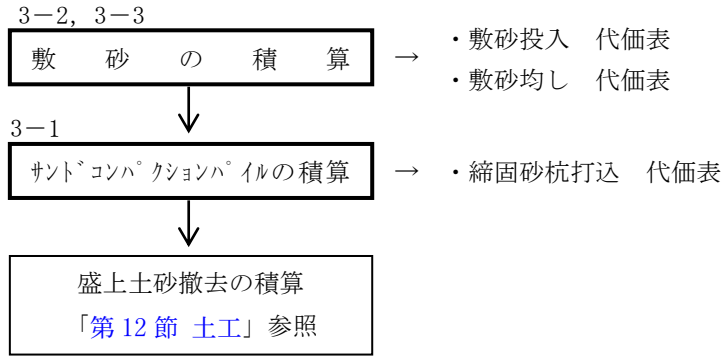 3－2, 3－3
敷　砂　の　積　算
→
・敷砂投入　代価表
・敷砂均し　代価表
3－1
ｻﾝﾄﾞｺﾝﾊﾟｸｼｮﾝﾊﾟｲﾙの積算
→
・締固砂杭打込　代価表
盛上土砂撤去の積算
「第12節 土工」参照